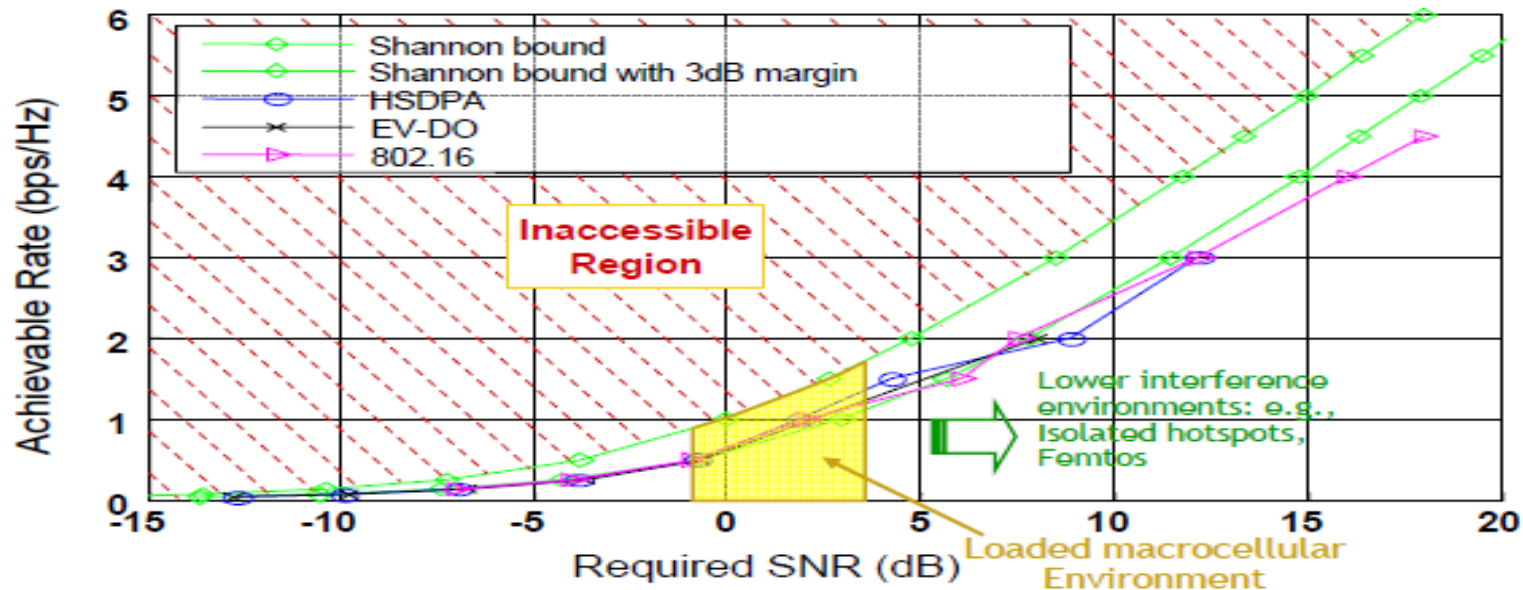 6
5
4
3
2
1
0
Achievable Rate (bps/Hz)
Shannon bound
Shannon bound with 3dB margin
HSDPA
EV-DO
802.16
Inaccessible
Region
Lower interference
environments: e.g.,
Isolated hotspots,
Femtos
-15 -10 -5 0 5 10 15 20
Required SNR (dB)
Loaded macrocellular
Environment